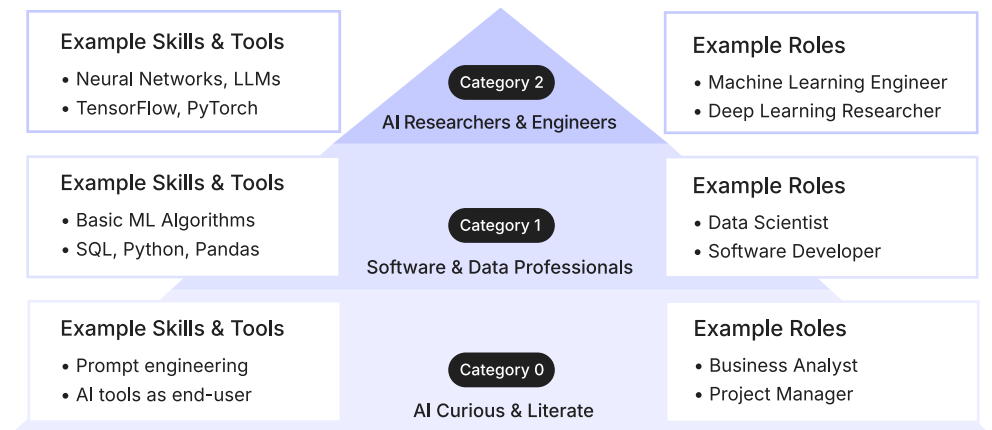 Example Skills & Tools
• Neural Networks, LLMs
• TensorFlow, PyTorch
Category 2
AI Researchers & Engineers
Example Roles
• Machine Learning Engineer
• Deep Learning Researcher
Example Skills & Tools
• Basic ML Algorithms
• SQL, Python, Pandas
Category 1
Software & Data Professionals
Example Roles
• Data Scientist
• Software Developer
Example Skills & Tools
• Prompt engineering
• AI tools as end-user
Category 0
AI Curious & Literate
Example Roles
• Business Analyst
• Project Manager